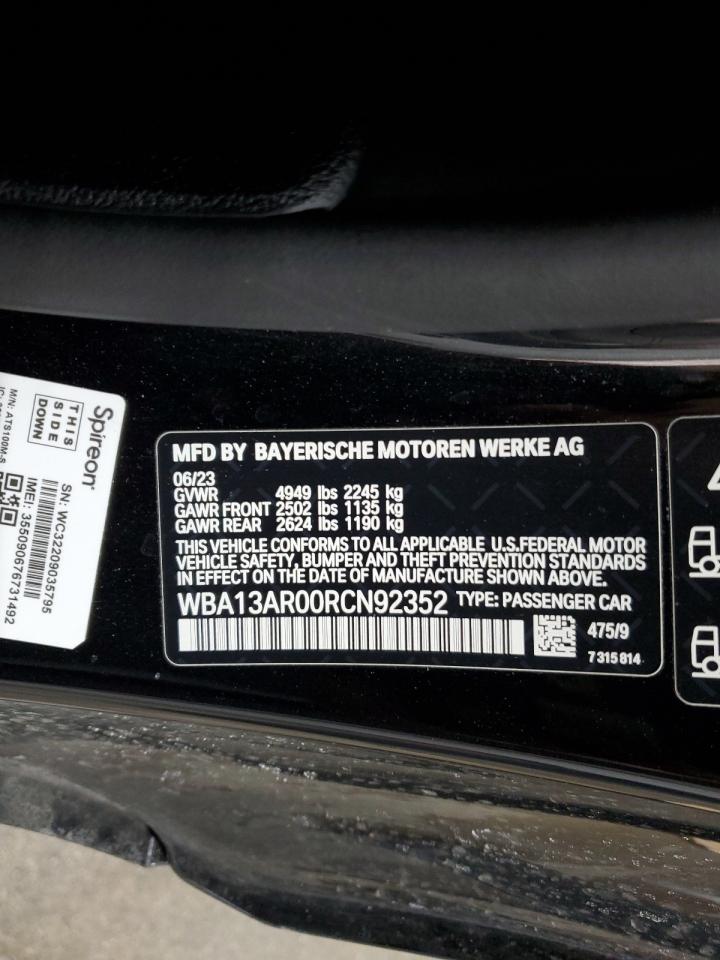 Spireon
THIS
SIDE
DOWN
M/N: ATS100M-S
SN: WC32209035795
IMEI: 355090676731492
MFD BY BAYERISCHE MOTOREN WERKE AG
06/23
GVWR 4949 lbs 2245 kg
GAWR FRONT 2502 lbs 1135 kg
GAWR REAR 2624 lbs 1190 kg
THIS VEHICLE CONFORMS TO ALL APPLICABLE U.S.FEDERAL MOTOR
VEHICLE SAFETY, BUMPER AND THEFT PREVENTION STANDARDS
IN EFFECT ON THE DATE OF MANUFACTURE SHOWN ABOVE.
WBA13AR00RCN92352 TYPE: PASSENGER CAR
475/9
7315814